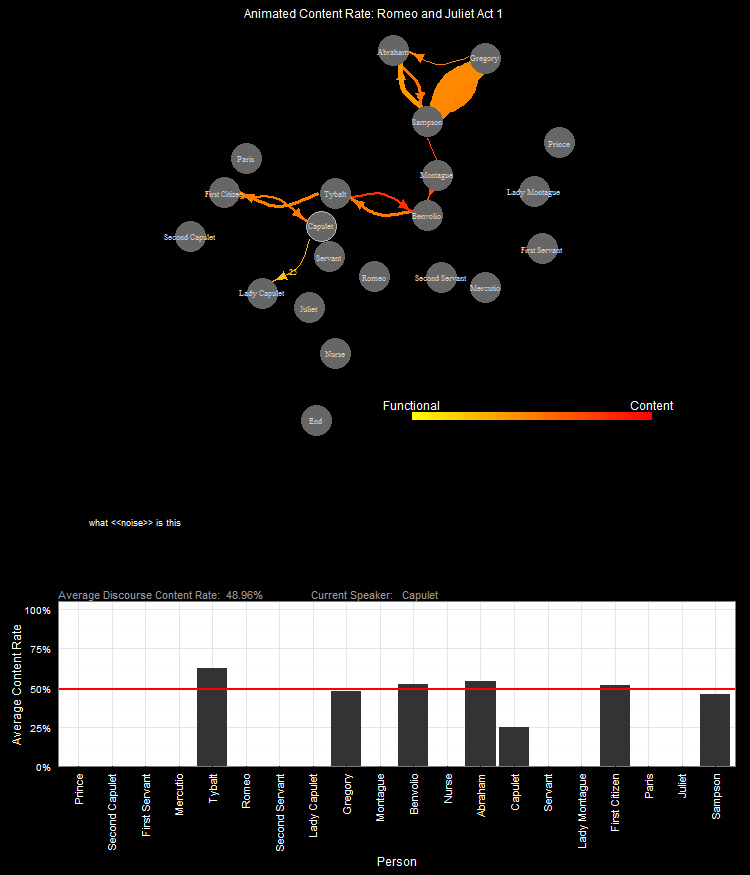 Animated Content Rate: Romeo and Juliet Act 1
Abraham
Gregory
Sampson
Prince
Paris
Montague
First Citizen
Tybalt
Lady Montague
Benvolio
Capulet
Second Capulet
First Servant
Servant
25
Romeo
Second Servant
Mercutio
Lady Capulet
Juliet
Nurse
Functional Content
End
what <<noise>> is this
Average Discourse Content Rate: 48.96% Current Speaker: Capulet
100%
75%
50%
25%
0%
Average Content Rate
Prince
Second Capulet
First Servant
Mercutio
Tybalt
Romeo
Second Servant
Lady Capulet
Gregory
Montague
Benvolio
Nurse
Abraham
Capulet
Servant
Lady Montague
First Citizen
Paris
Juliet
Sampson
Person